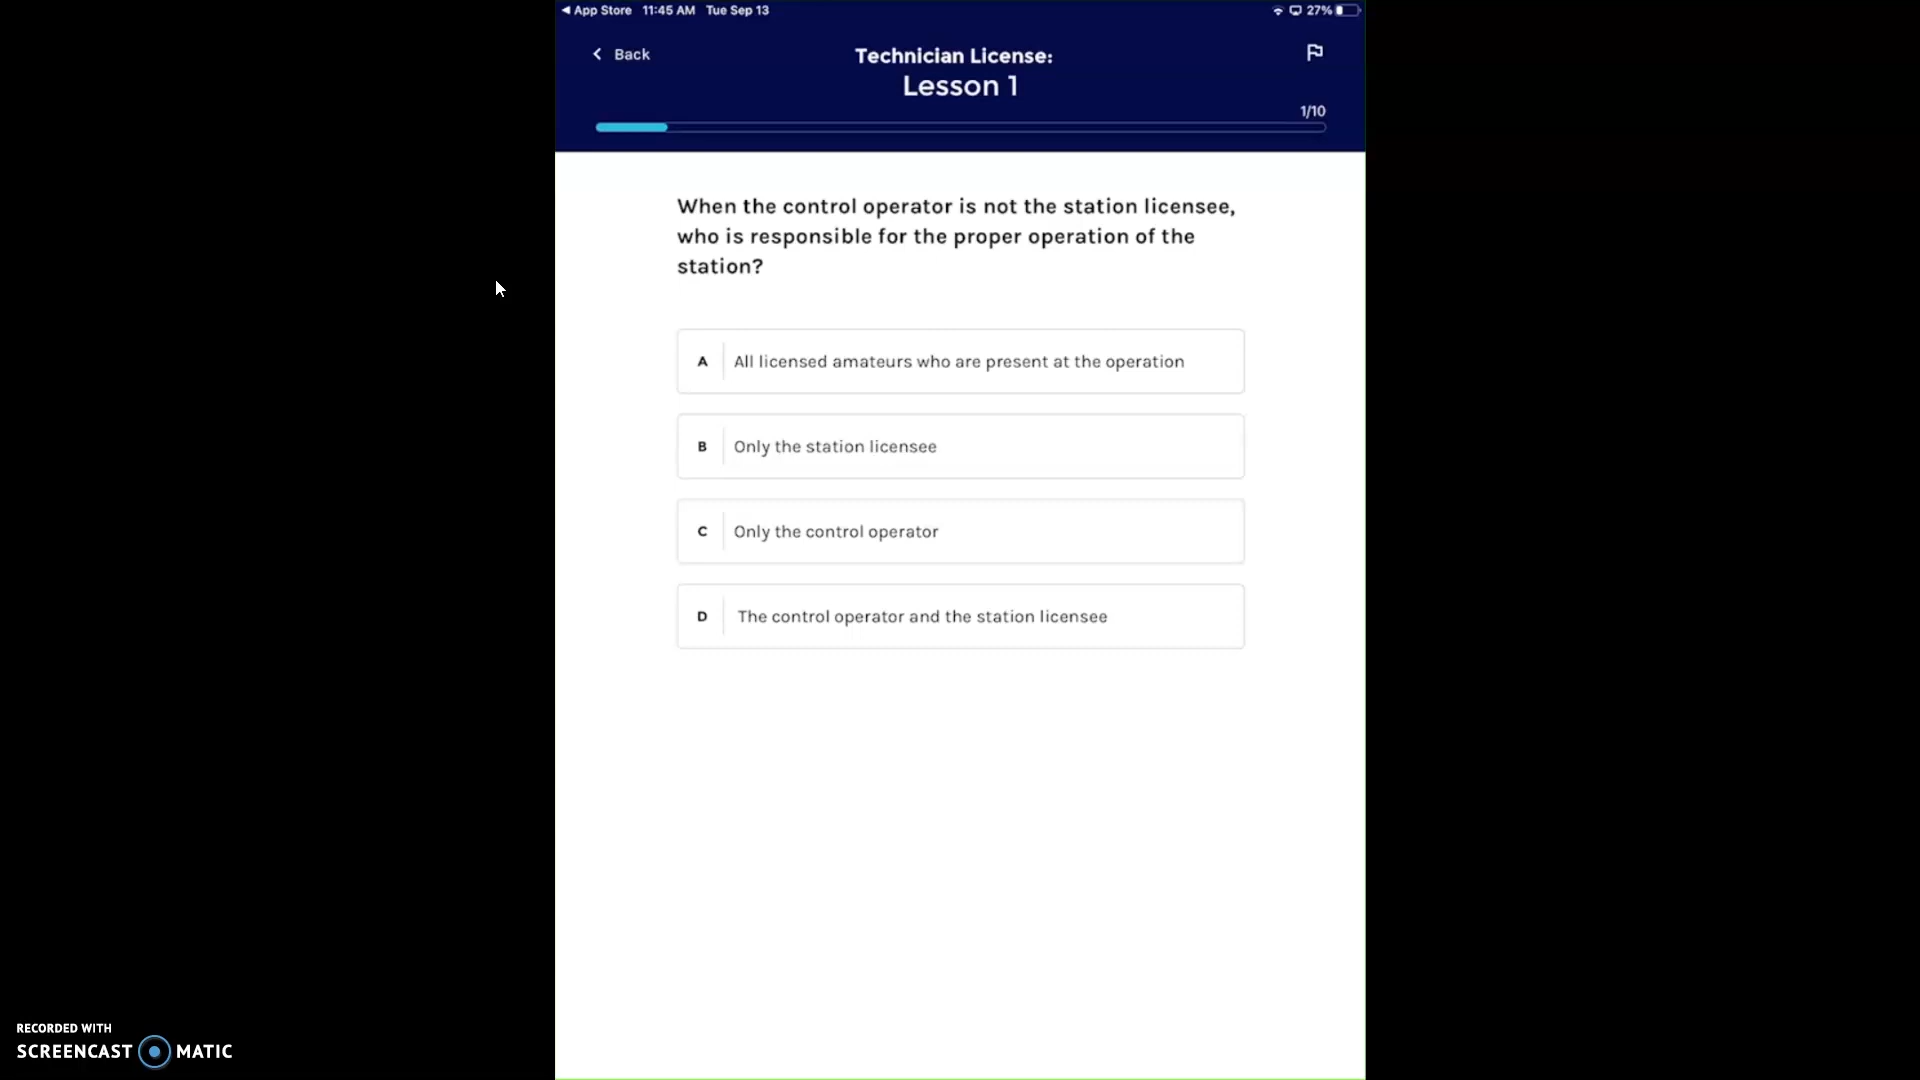 App Store 11:45 AM Tue Sep 13 27%
Back
Technician License:
Lesson 1
1/10
When the control operator is not the station licensee,
who is responsible for the proper operation of the
station?
A All licensed amateurs who are present at the operation
B Only the station licensee
C Only the control operator
D The control operator and the station licensee
RECORDED WITH
SCREENCAST MATIC